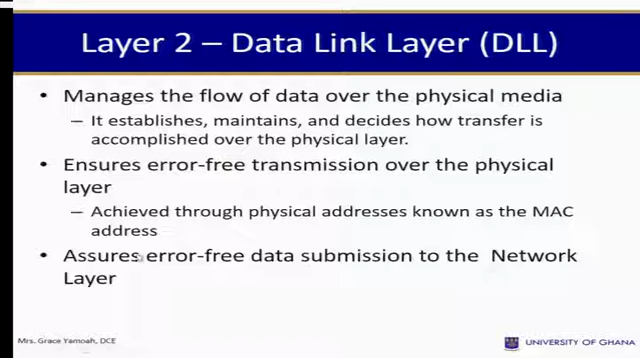 Layer 2 – Data Link Layer (DLL)
• Manages the flow of data over the physical media
– It establishes, maintains, and decides how transfer is
accomplished over the physical layer.
• Ensures error-free transmission over the physical
layer
– Achieved through physical addresses known as the MAC
address
• Assures error-free data submission to the Network
Layer
Mrs. Grace Yamoah, DCE
UNIVERSITY OF GHANA